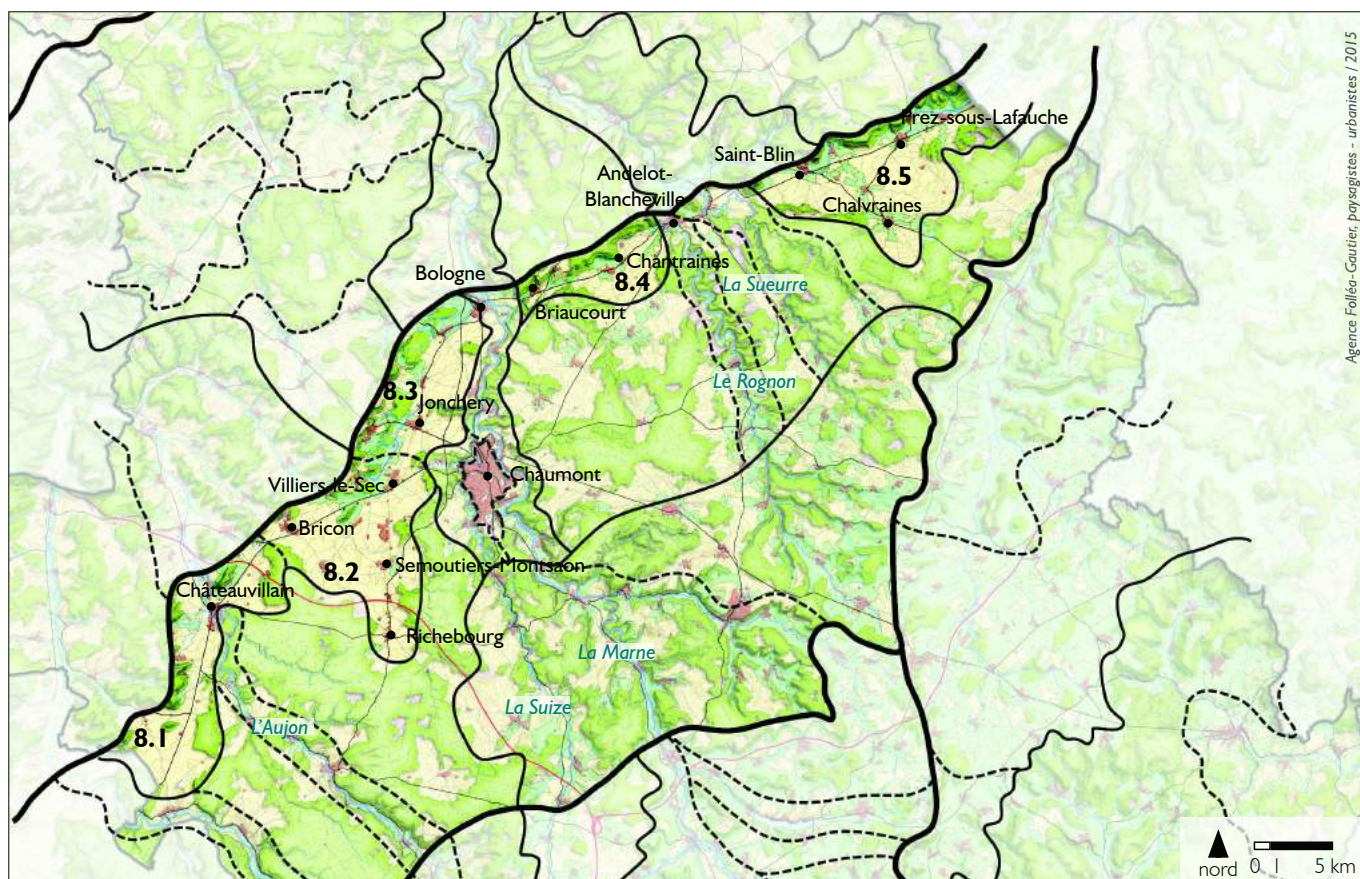 Agence Folléa-Gautier, paysagistes - urbanistes / 2015
Prez-sous-Lafauche
Saint-Blin
Andelot-
Blancheville
8.5
Chalvraines
Chantraines
8.4
Bologne
La Sueurre
Briaucourt
Le Rognon
8.3
Jonchery
Chaumont
Villiers-le-Sec
Bricon
8.2
Semoutiers-Montsaon
Châteauvillain
Richebourg
La Marne
La Suize
L'Aujon
8.1
nord
0 1 5 km